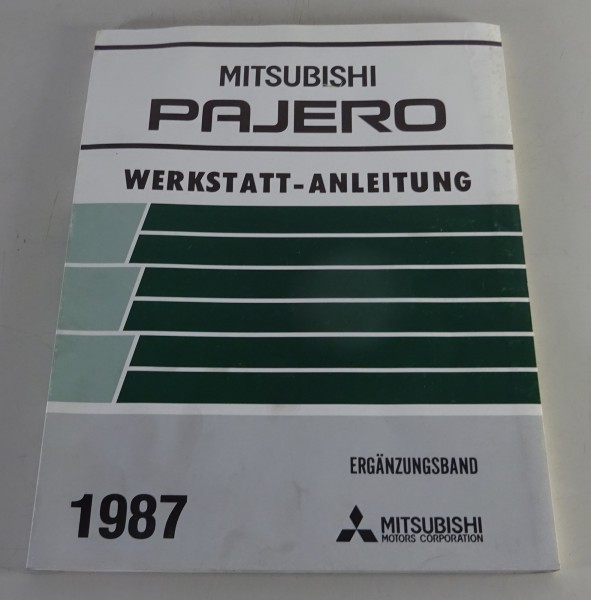 MITSUBISHI
PAJERO
WERKSTATT-ANLEITUNG
ERGÄNZUNGSBAND
1987
MITSUBISHI
MOTORS CORPORATION